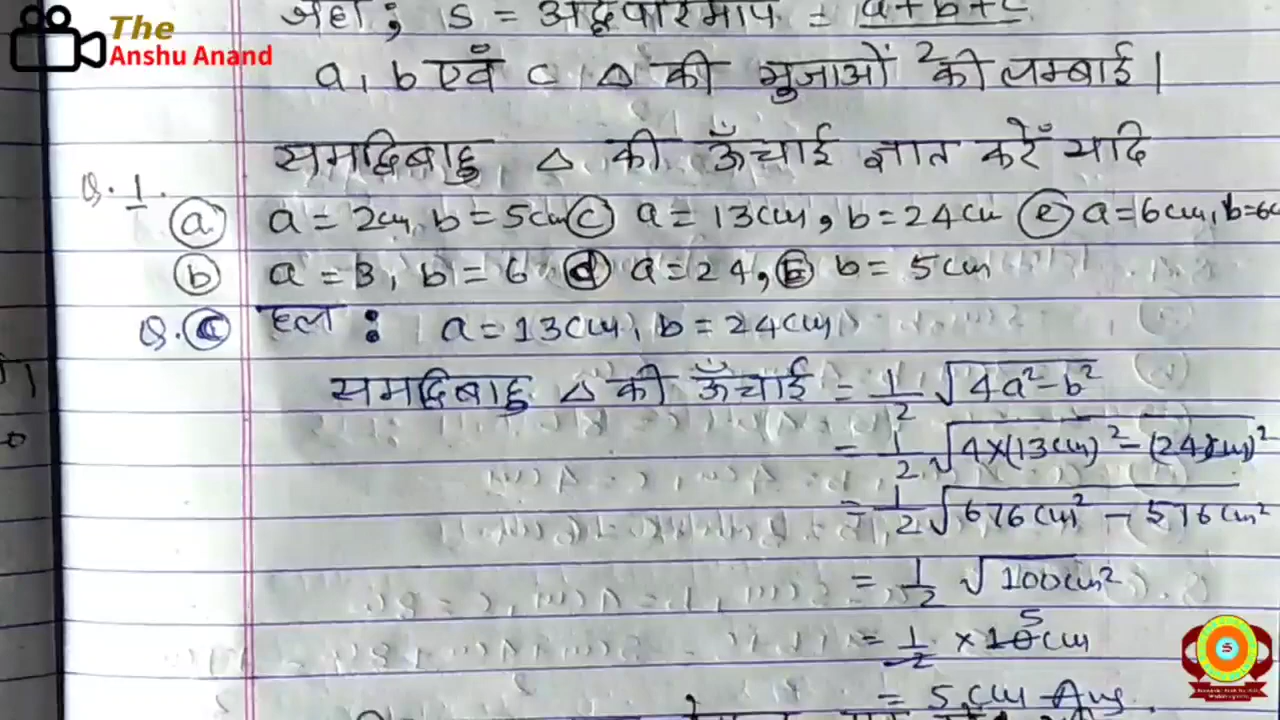 The
Anshu Anand
जहाँ; s = अर्द्धपरिमाप = a+b+c
a, b एवं c △ की भुजाओं 2 की लम्बाई।
समद्विबाहु △ की ऊँचाई ज्ञात करें यदि
Q.1.
(a) a = 2cm, b = 5cm (c) a = 13cm, b = 24cm (e) a=6cm, b=6c
(b) a = 3, b = 6 (d) a = 24, b = 5cm
Q.(c) हल : a = 13cm, b = 24cm
समद्विबाहु △ की ऊँचाई = 1/2 √4a²-b²
= 1/2 √4×(13cm)² - (24cm)²
= 1/2 √676cm² - 576cm²
= 1/2 √100cm²
5
= 1/2 × 10cm
= 5cm Ans.